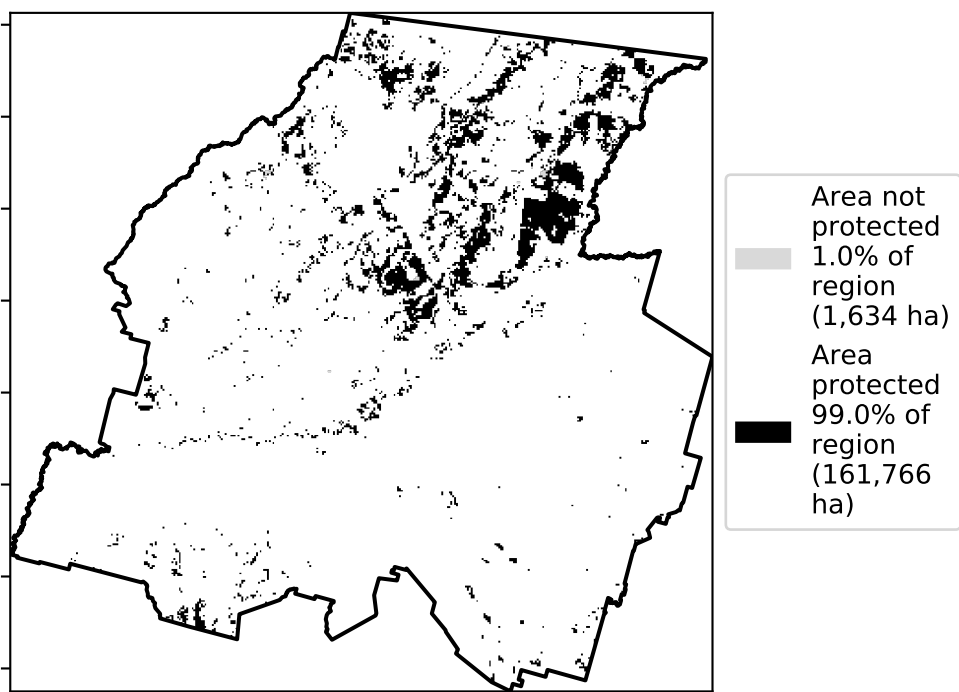 Area not
protected
1.0% of
region
(1,634 ha)
Area
protected
99.0% of
region
(161,766
ha)